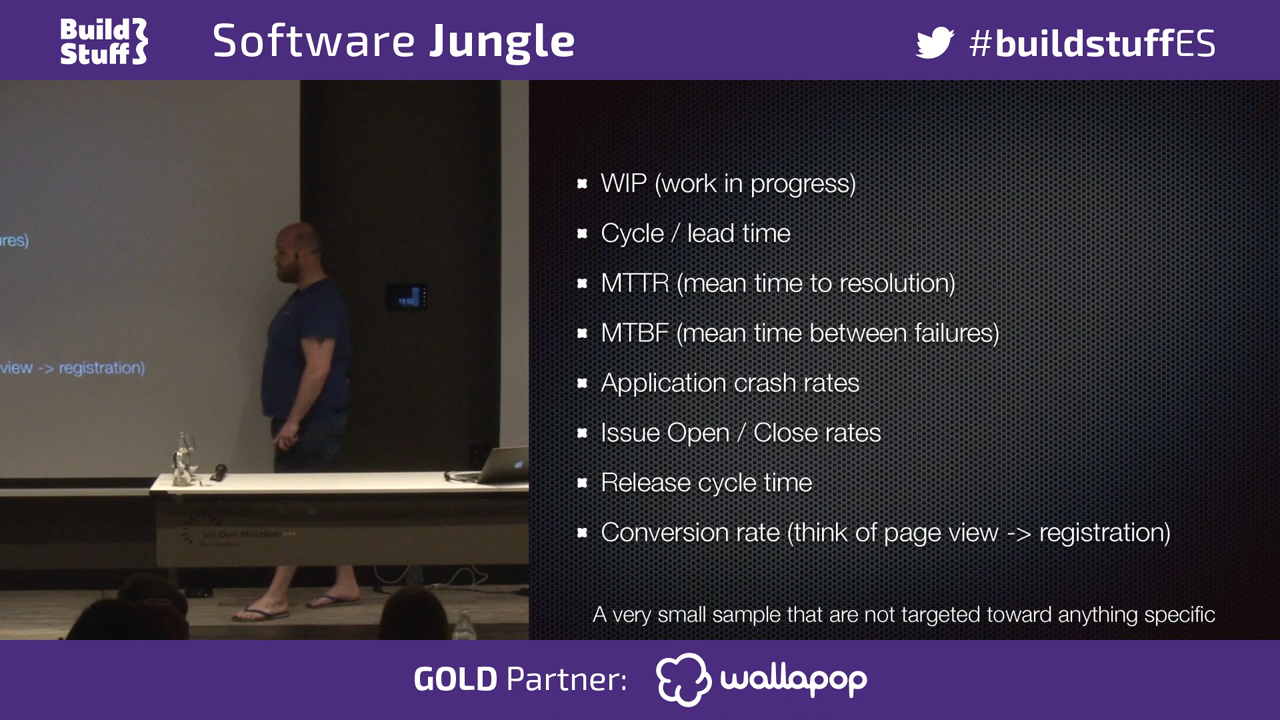 Build
Stuff
Software Jungle
#buildstuffES
ures)
view -> registration)
WIP (work in progress)
Cycle / lead time
MTTR (mean time to resolution)
MTBF (mean time between failures)
Application crash rates
Issue Open / Close rates
Release cycle time
Conversion rate (think of page view -> registration)
A very small sample that are not targeted toward anything specific
GOLD Partner:
wallapop